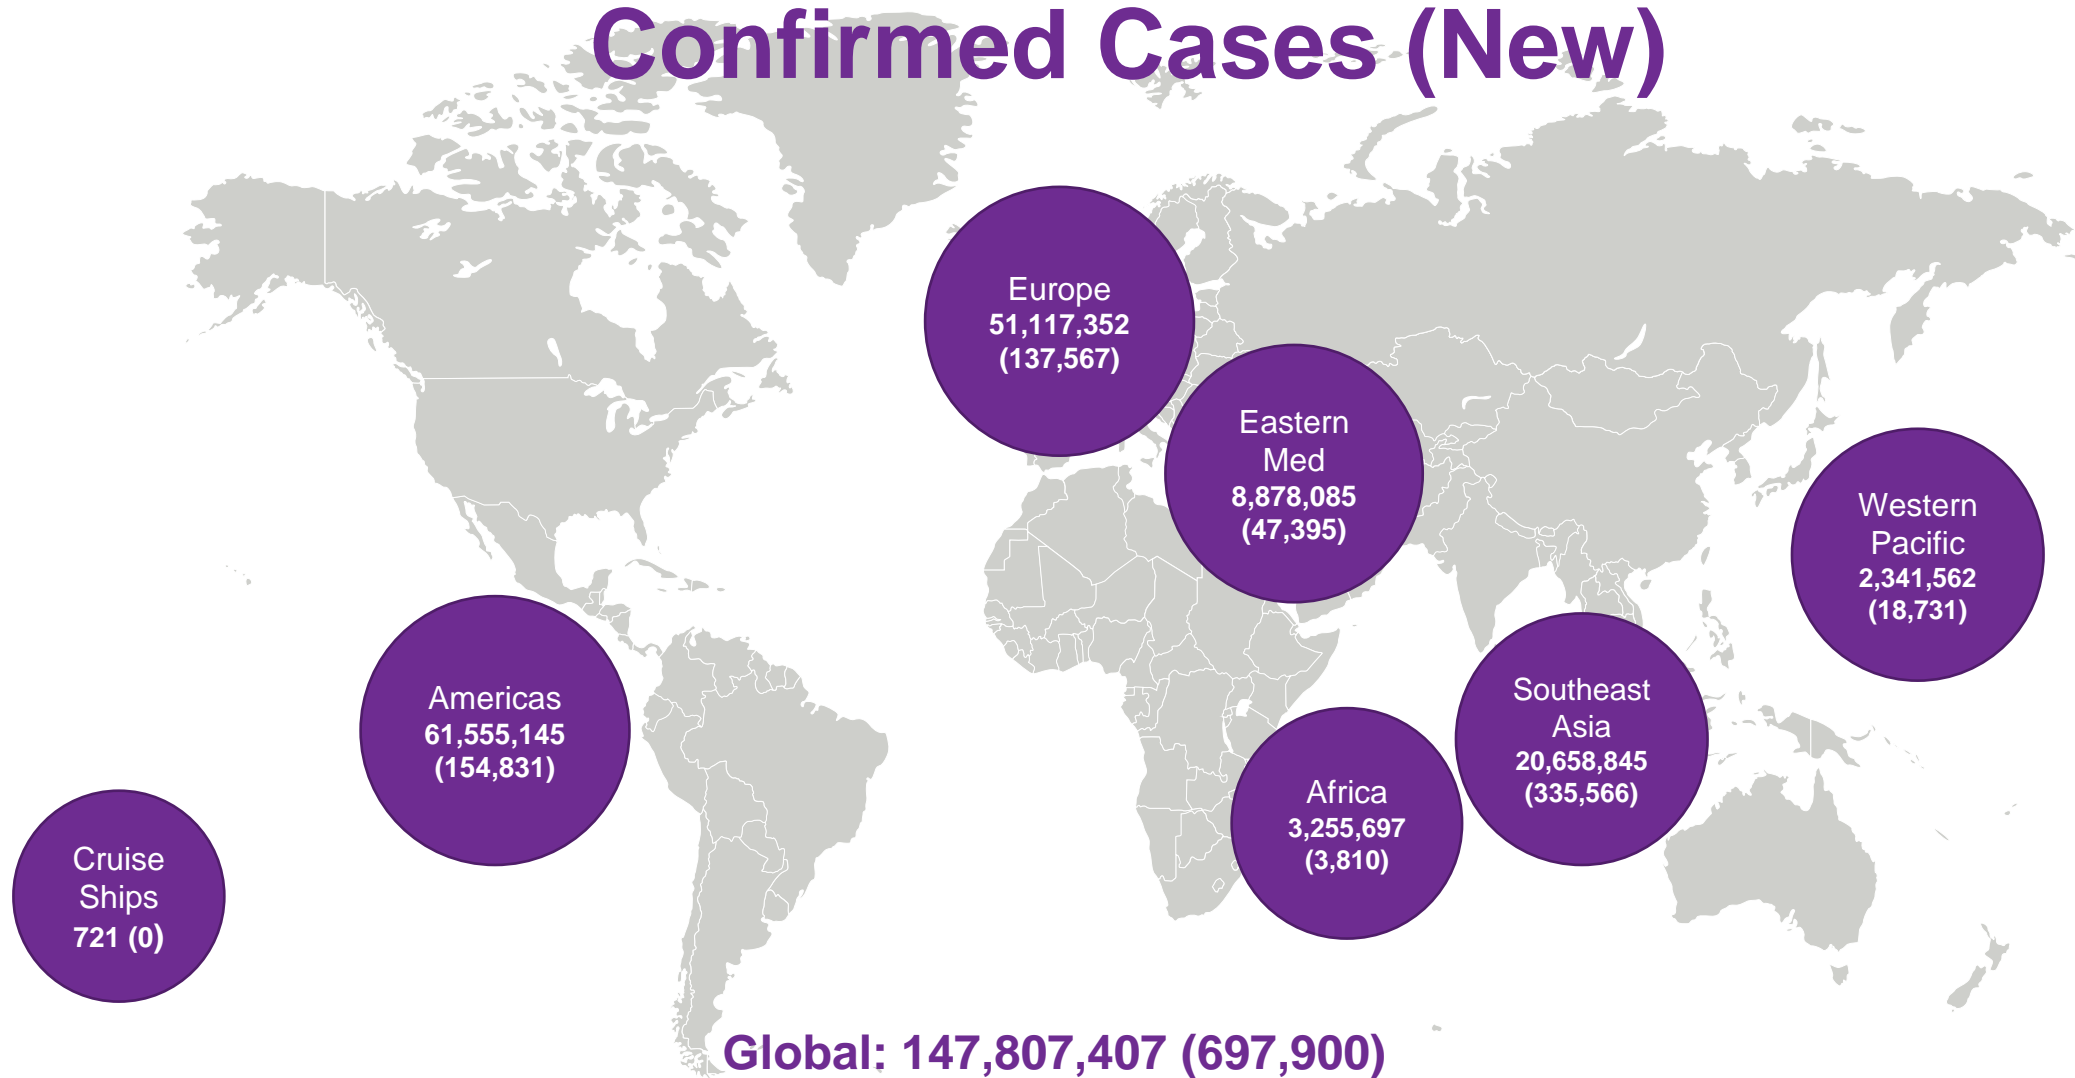 Confirmed Cases (New)
Europe
51,117,352
(137,567)
Eastern
Med
8,878,085
(47,395)
Western
Pacific
2,341,562
(18,731)
Americas
61,555,145
(154,831)
Southeast
Asia
20,658,845
(335,566)
Africa
3,255,697
(3,810)
Cruise
Ships
721 (0)
Global: 147,807,407 (697,900)